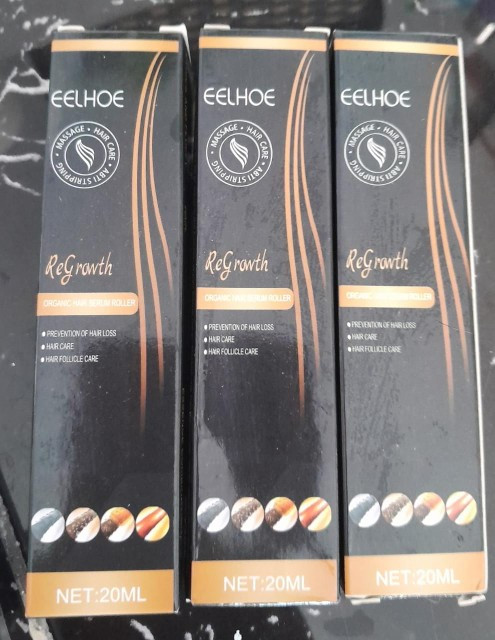 EELHOE
MASSAGE • HAIR CARE • ABTI STRIPPING •
ReGrowth
ORGANIC HAIR SERUM ROLLER
PREVENTION OF HAIR LOSS
HAIR CARE
HAIR FOLLICLE CARE
NET:20ML
EELHOE
MASSAGE • HAIR CARE • ABTI STRIPPING •
ReGrowth
ORGANIC HAIR SERUM ROLLER
PREVENTION OF HAIR LOSS
HAIR CARE
HAIR FOLLICLE CARE
NET:20ML
EELHOE
MASSAGE • HAIR CARE • ABTI STRIPPING •
ReGrowth
ORGANIC HAIR SERUM ROLLER
PREVENTION OF HAIR LOSS
HAIR CARE
HAIR FOLLICLE CARE
NET:20ML